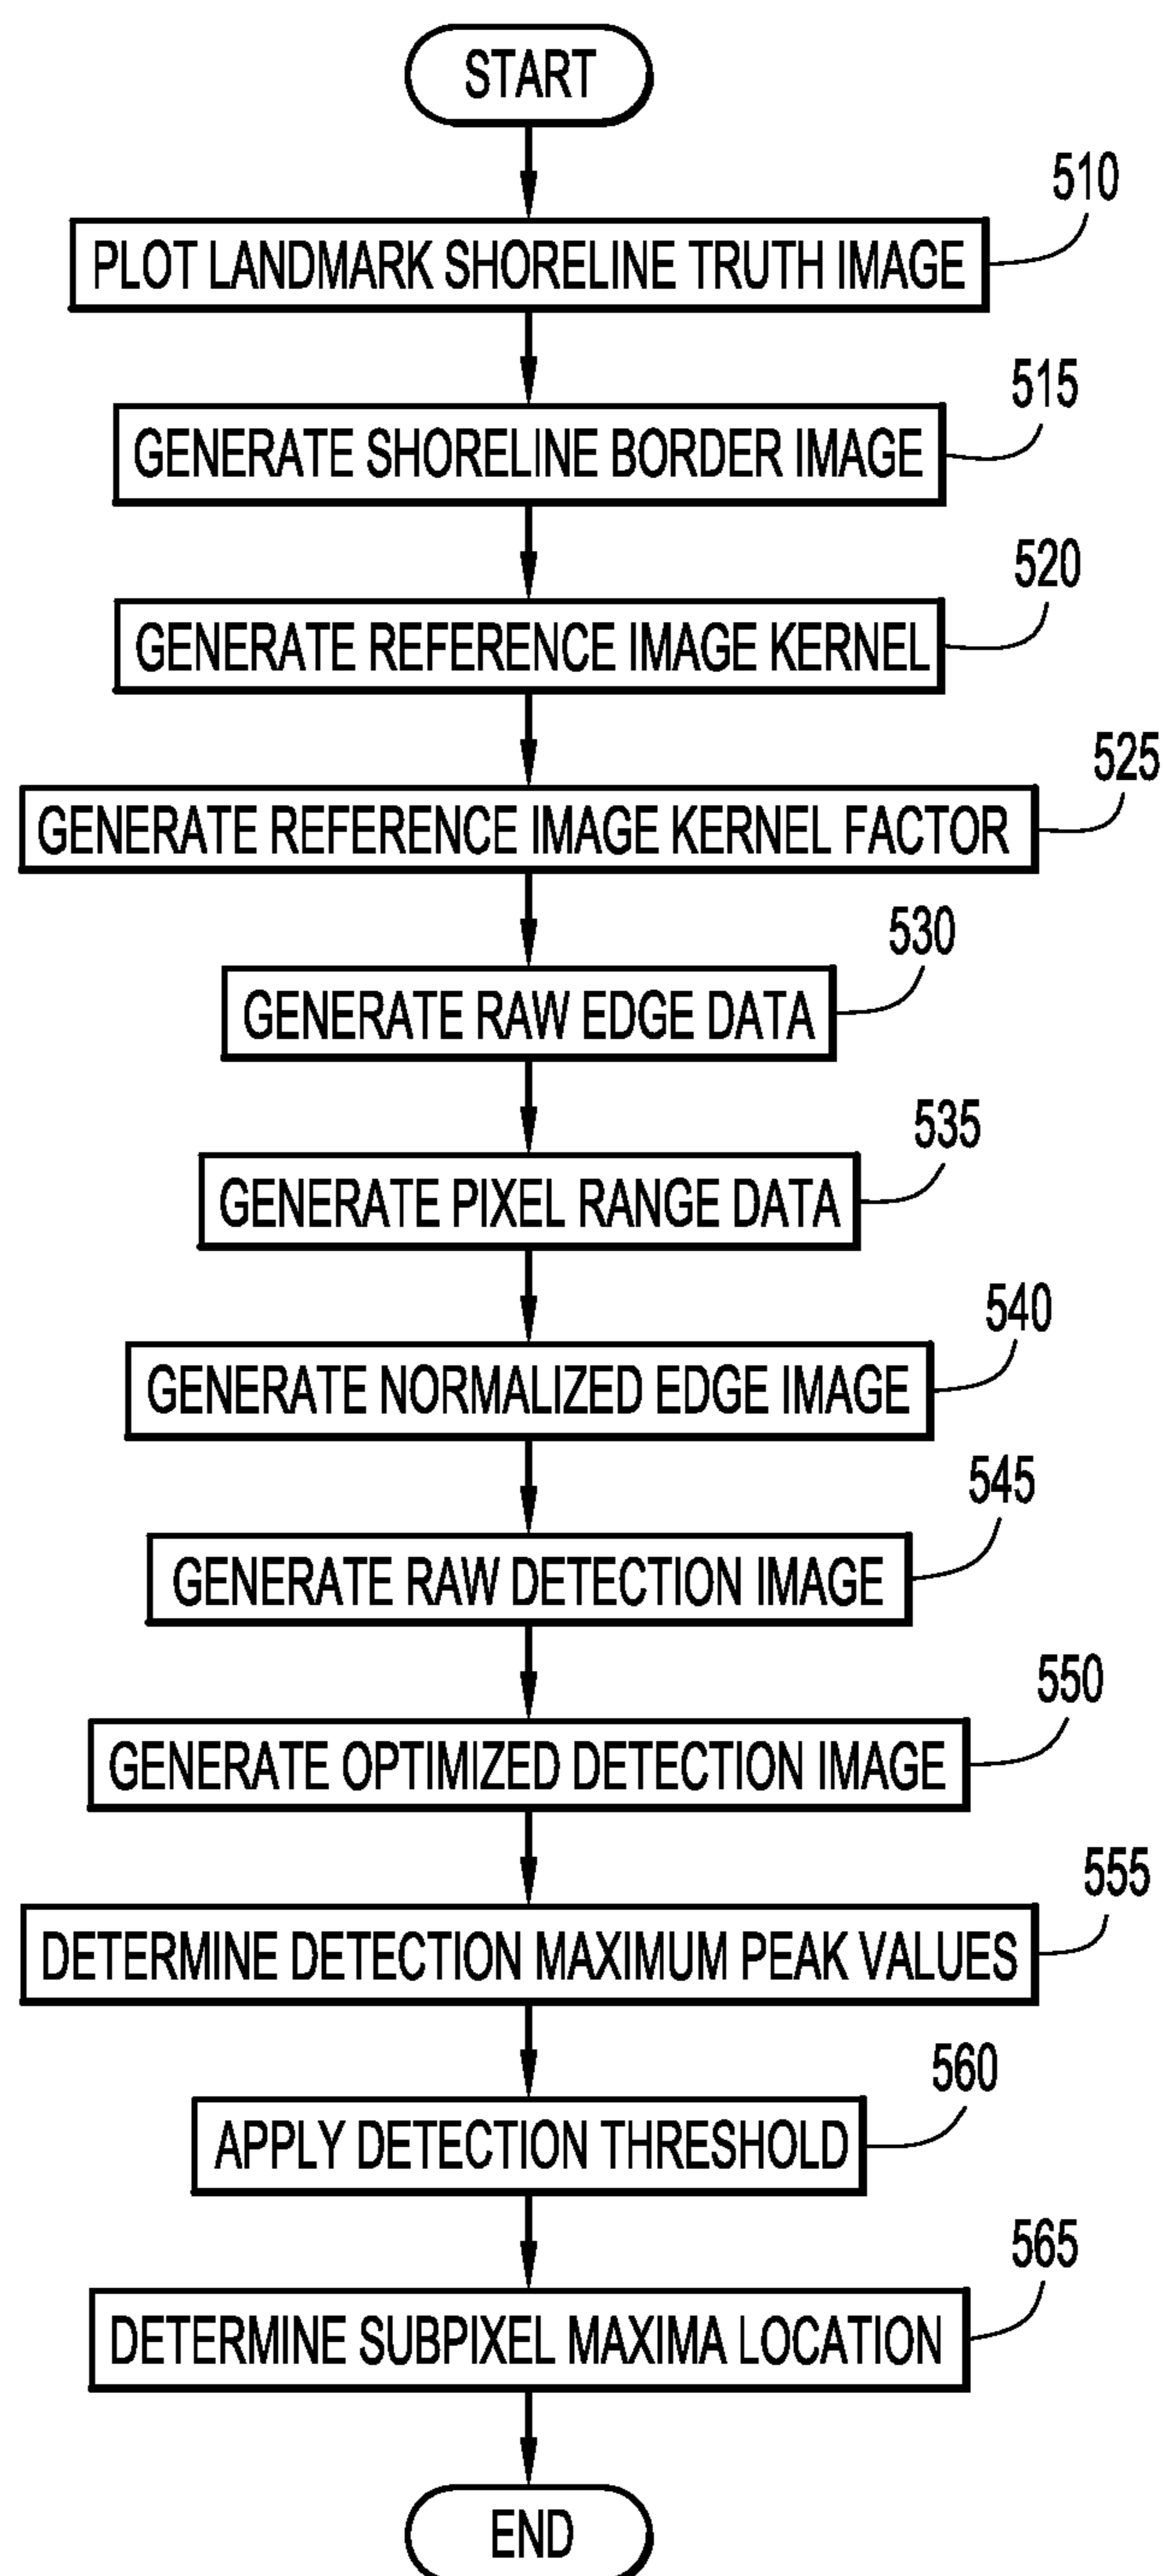 START
510
PLOT LANDMARK SHORELINE TRUTH IMAGE
515
GENERATE SHORELINE BORDER IMAGE
520
GENERATE REFERENCE IMAGE KERNEL
525
GENERATE REFERENCE IMAGE KERNEL FACTOR
530
GENERATE RAW EDGE DATA
535
GENERATE PIXEL RANGE DATA
540
GENERATE NORMALIZED EDGE IMAGE
545
GENERATE RAW DETECTION IMAGE
550
GENERATE OPTIMIZED DETECTION IMAGE
555
DETERMINE DETECTION MAXIMUM PEAK VALUES
560
APPLY DETECTION THRESHOLD
565
DETERMINE SUBPIXEL MAXIMA LOCATION
END